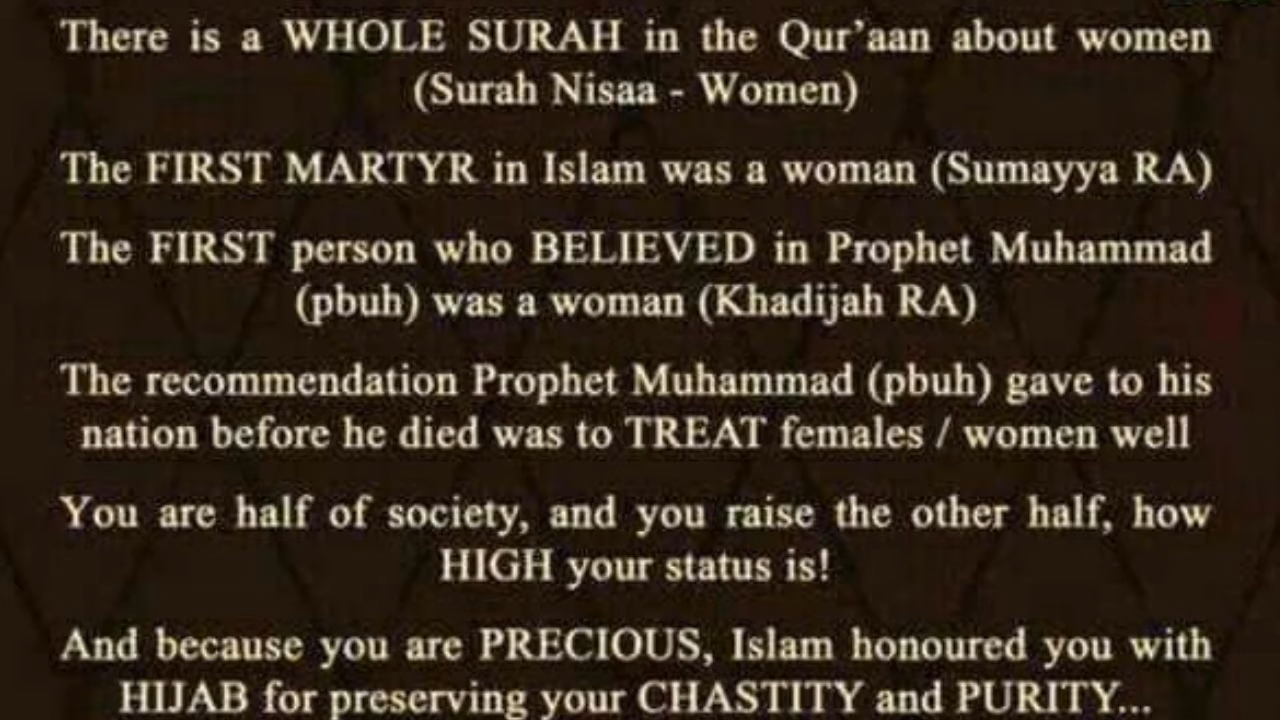 There is a WHOLE SURAH in the Qur'aan about women
(Surah Nisaa - Women)
The FIRST MARTYR in Islam was a woman (Sumayya RA)
The FIRST person who BELIEVED in Prophet Muhammad
(pbuh) was a woman (Khadijah RA)
The recommendation Prophet Muhammad (pbuh) gave to his
nation before he died was to TREAT females / women well
You are half of society, and you raise the other half, how
HIGH your status is!
And because you are PRECIOUS, Islam honoured you with
HIJAB for preserving your CHASTITY and PURITY...